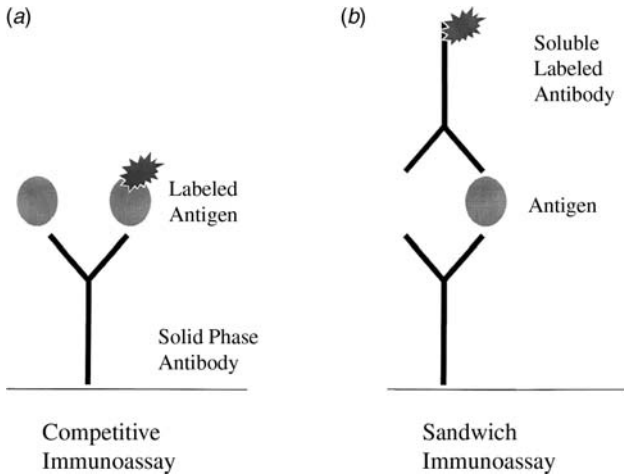 (a)
Labeled
Antigen
Solid Phase
Antibody
Competitive
Immunoassay
(b)
Soluble
Labeled
Antibody
Antigen
Sandwich
Immunoassay